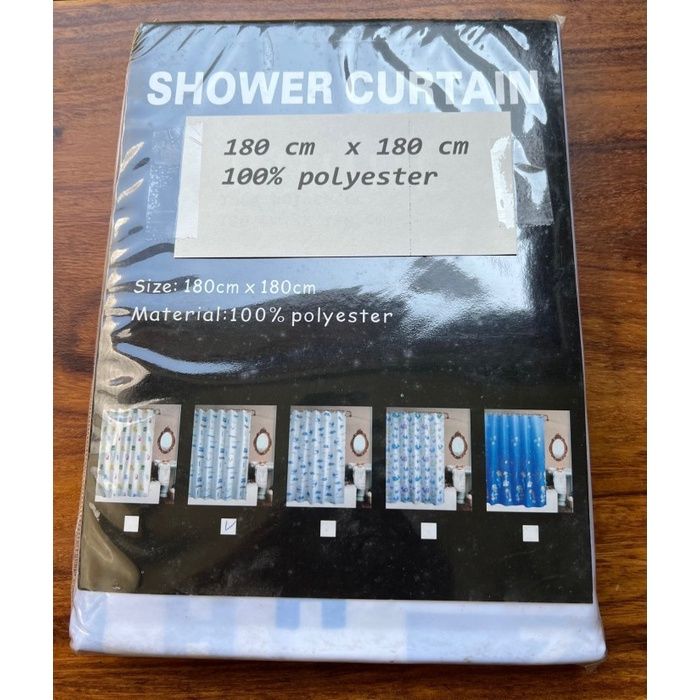 SHOWER CURTAIN
180 cm x 180 cm
100% polyester
Size: 180cm x 180cm
Material:100% polyester